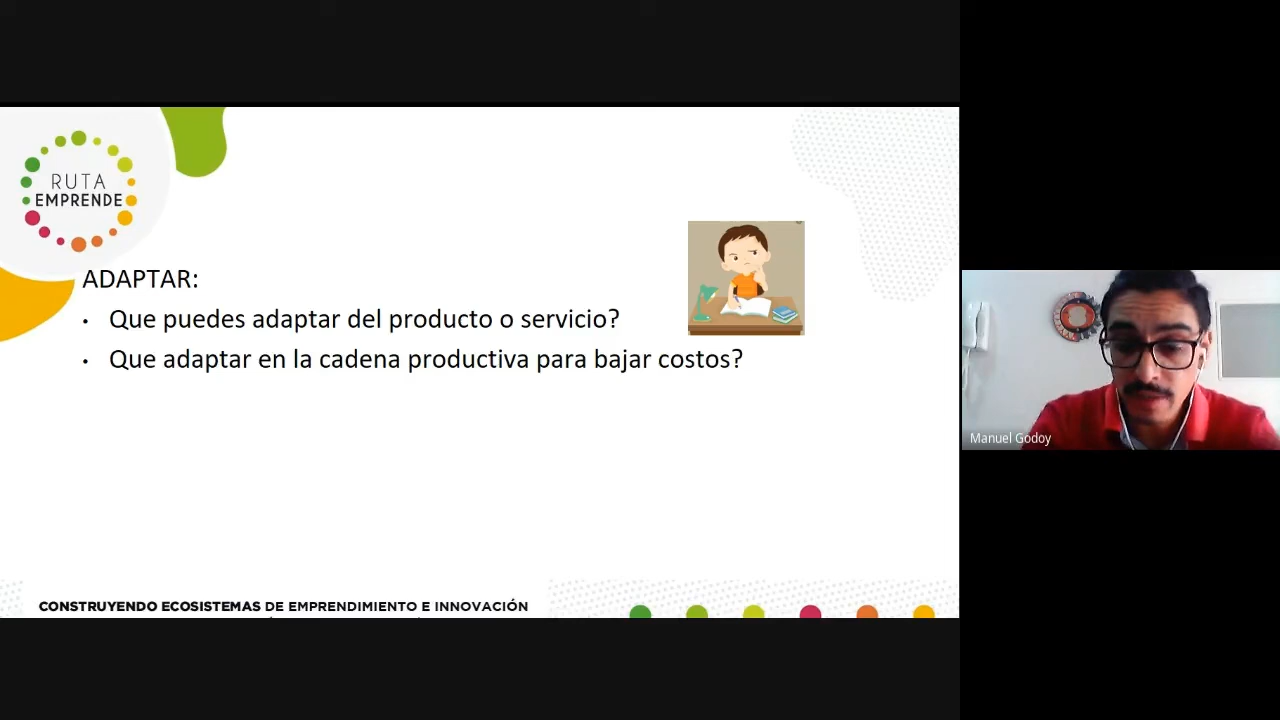 RUTA
EMPRENDE
ADAPTAR:
• Que puedes adaptar del producto o servicio?
• Que adaptar en la cadena productiva para bajar costos?
CONSTRUYENDO ECOSISTEMAS DE EMPRENDIMIENTO E INNOVACIÓN
Manuel Godoy